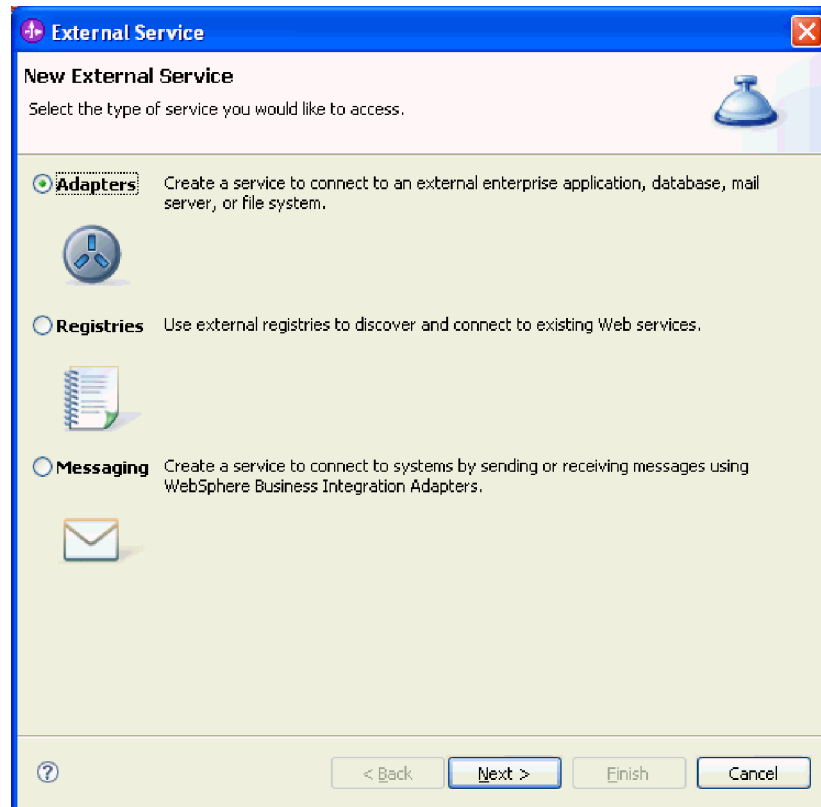 External Service
New External Service
Select the type of service you would like to access.
Adapters
Create a service to connect to an external enterprise application, database, mail
server, or file system.
Registries
Use external registries to discover and connect to existing Web services.
Messaging
Create a service to connect to systems by sending or receiving messages using
WebSphere Business Integration Adapters.
?
< Back
Next >
Finish
Cancel